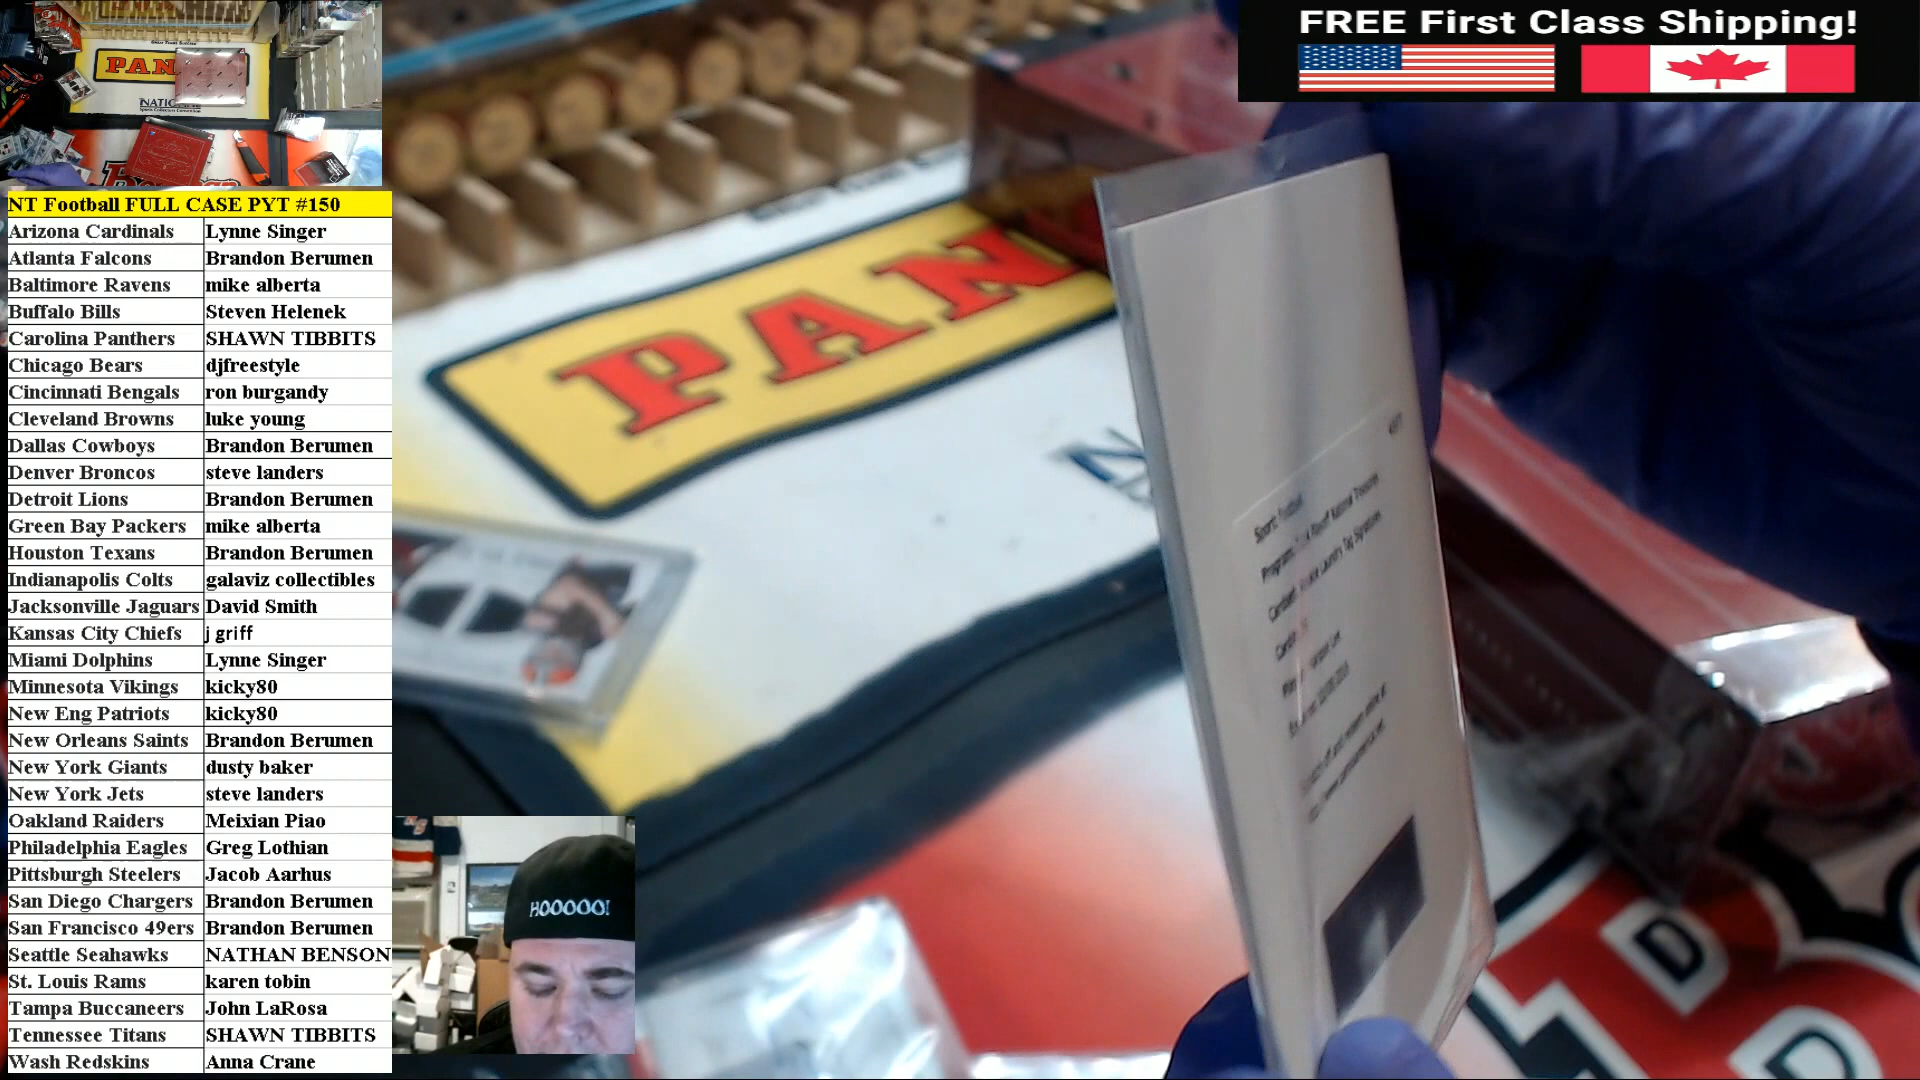 FREE First Class Shipping!
NT Football FULL CASE PYT #150
Arizona Cardinals Lynne Singer
Atlanta Falcons Brandon Berumen
Baltimore Ravens mike alberta
Buffalo Bills Steven Helenek
Carolina Panthers SHAWN TIBBITS
Chicago Bears djfreestyle
Cincinnati Bengals ron burgandy
Cleveland Browns luke young
Dallas Cowboys Brandon Berumen
Denver Broncos steve landers
Detroit Lions Brandon Berumen
Green Bay Packers mike alberta
Houston Texans Brandon Berumen
Indianapolis Colts galaviz collectibles
Jacksonville Jaguars David Smith
Kansas City Chiefs j griff
Miami Dolphins Lynne Singer
Minnesota Vikings kicky80
New Eng Patriots kicky80
New Orleans Saints Brandon Berumen
New York Giants dusty baker
New York Jets steve landers
Oakland Raiders Meixian Piao
Philadelphia Eagles Greg Lothian
Pittsburgh Steelers Jacob Aarhus
San Diego Chargers Brandon Berumen
San Francisco 49ers Brandon Berumen
Seattle Seahawks NATHAN BENSON
St. Louis Rams karen tobin
Tampa Buccaneers John LaRosa
Tennessee Titans SHAWN TIBBITS
Wash Redskins Anna Crane
PAN
PAN
HOOOOO!
Sport: Football
Tag Signatures
D
D